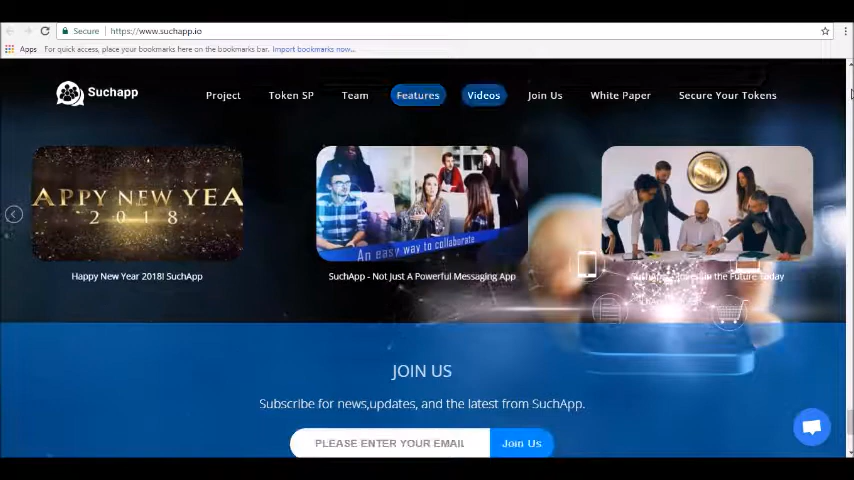 Secure https://www.suchapp.io
Apps For quick access, place your bookmarks here on the bookmarks bar. Import bookmarks now...
Suchapp Project Token SP Team Features Videos Join Us White Paper Secure Your Tokens
APPY NEW YEA
2018
An easy way to collaborate
Happy New Year 2018! SuchApp
SuchApp - Not Just A Powerful Messaging App
the Future Today
JOIN US
Subscribe for news,updates, and the latest from SuchApp.
PLEASE ENTER YOUR EMAIL Join Us